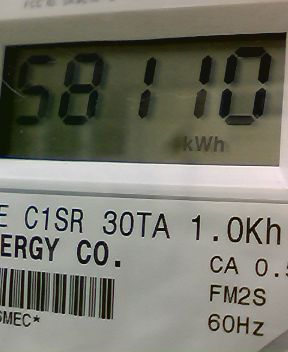 58110
kWh
E C1SR 30TA 1.0Kh
ERGY CO.
CA 0.5
FM2S
60Hz
SMEC*